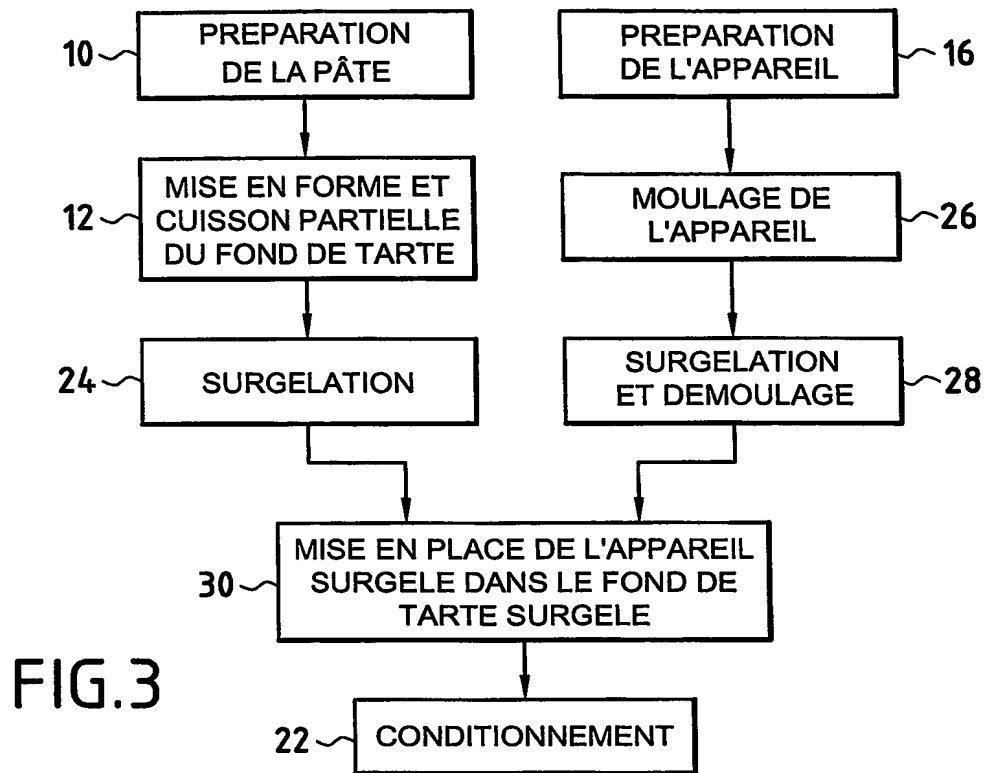 10
PREPARATION
DE LA PÂTE
PREPARATION
DE L'APPAREIL
16
12
MISE EN FORME ET
CUISSON PARTIELLE
DU FOND DE TARTE
MOULAGE DE
L'APPAREIL
26
24
SURGELATION
SURGELATION
ET DEMOULAGE
28
30
MISE EN PLACE DE L'APPAREIL
SURGELE DANS LE FOND DE
TARTE SURGELE
FIG.3
22
CONDITIONNEMENT